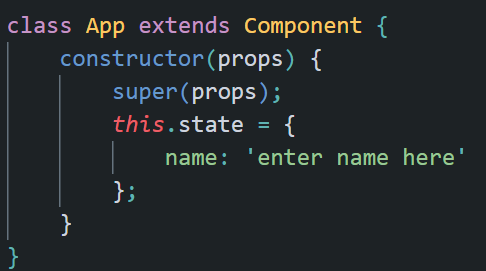 class App extends Component {
    constructor(props) {
        super(props);
        this.state = {
            name: 'enter name here'
        };
    }
}